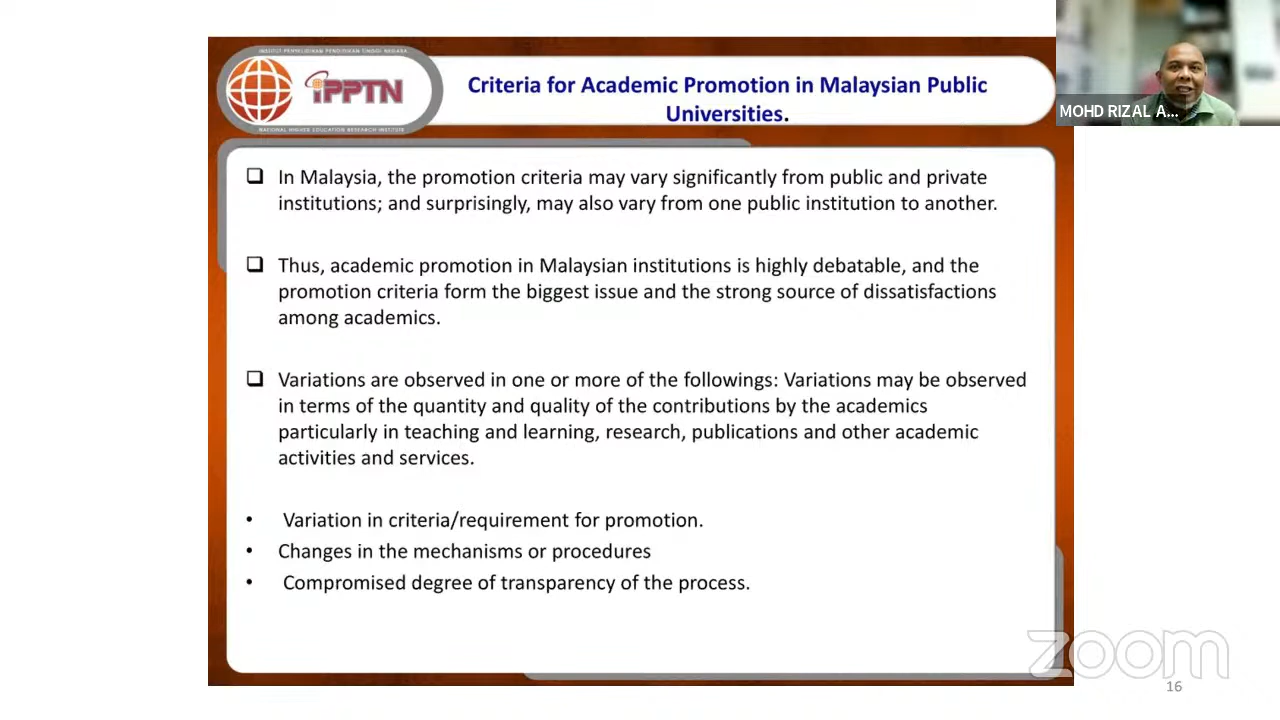 INSTITUT PENYELIDIKAN PENDIDIKAN TINGGI NEGARA
iPPTN
NATIONAL HIGHER EDUCATION RESEARCH INSTITUTE
Criteria for Academic Promotion in Malaysian Public
Universities.
MOHD RIZAL A...
In Malaysia, the promotion criteria may vary significantly from public and private
institutions; and surprisingly, may also vary from one public institution to another.
Thus, academic promotion in Malaysian institutions is highly debatable, and the
promotion criteria form the biggest issue and the strong source of dissatisfactions
among academics.
Variations are observed in one or more of the followings: Variations may be observed
in terms of the quantity and quality of the contributions by the academics
particularly in teaching and learning, research, publications and other academic
activities and services.
• Variation in criteria/requirement for promotion.
• Changes in the mechanisms or procedures
• Compromised degree of transparency of the process.
zoom
16